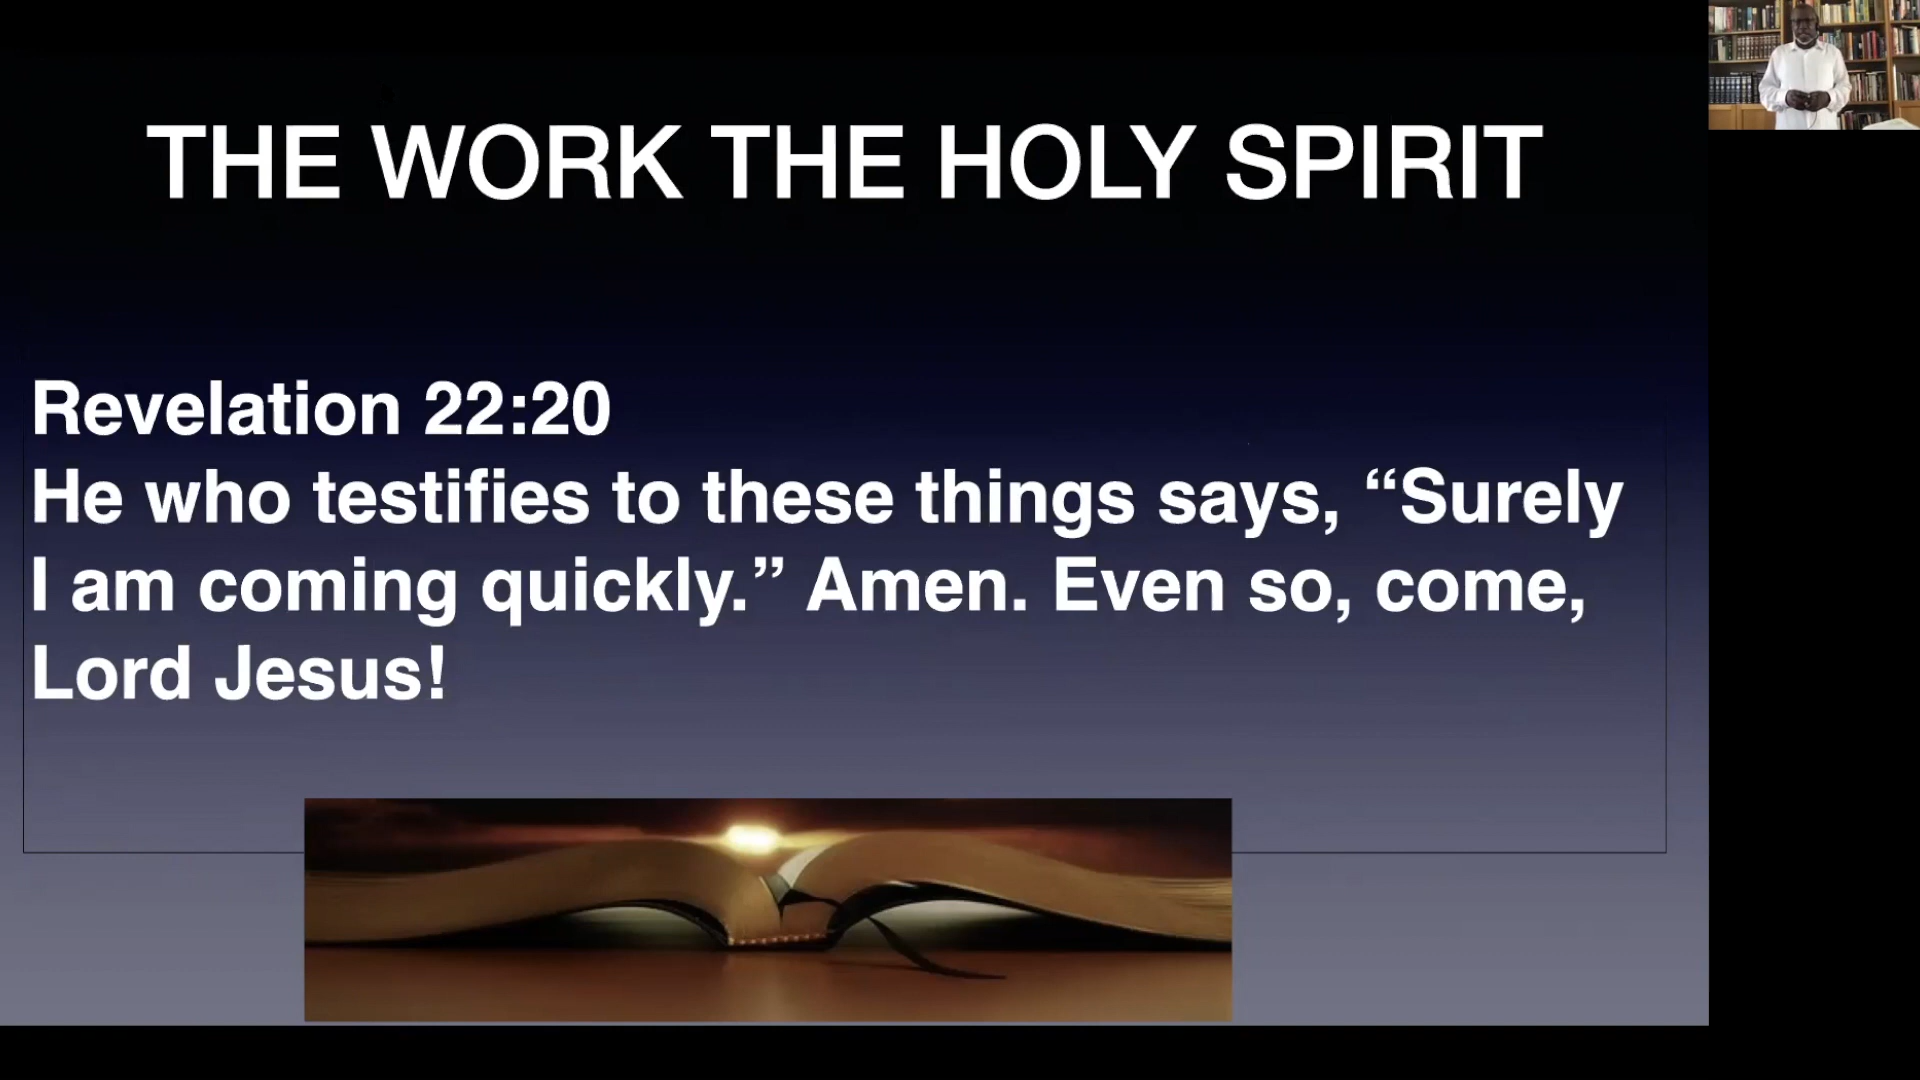 THE WORK THE HOLY SPIRIT
Revelation 22:20
He who testifies to these things says, “Surely
I am coming quickly.” Amen. Even so, come,
Lord Jesus!